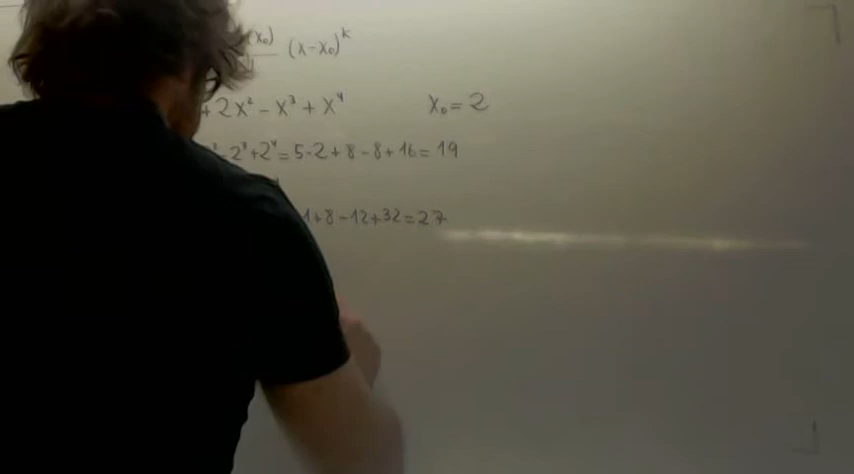 (x₀) (x-x₀)ᵏ
+2x² - x³ + x⁴ x₀ = 2
-2³+2⁴=5-2+8-8+16=19
1+8-12+32=27